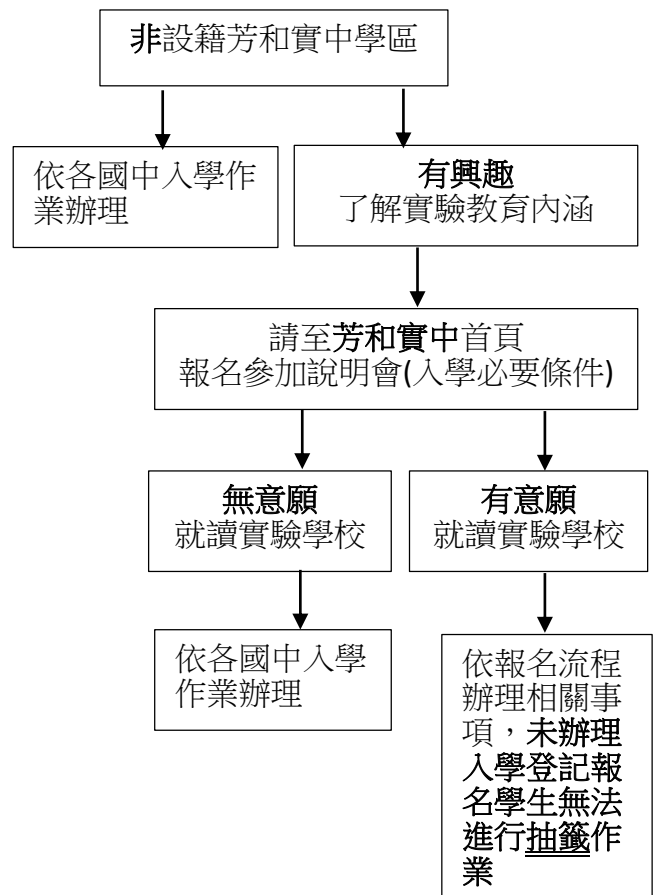 非設籍芳和實中學區
依各國中入學作
業辦理
有興趣
了解實驗教育內涵
請至芳和實中首頁
報名參加說明會(入學必要條件)
無意願
就讀實驗學校
有意願
就讀實驗學校
依各國中入學
作業辦理
依報名流程
辦理相關事
項，未辦理
入學登記報
名學生無法
進行抽籤作
業